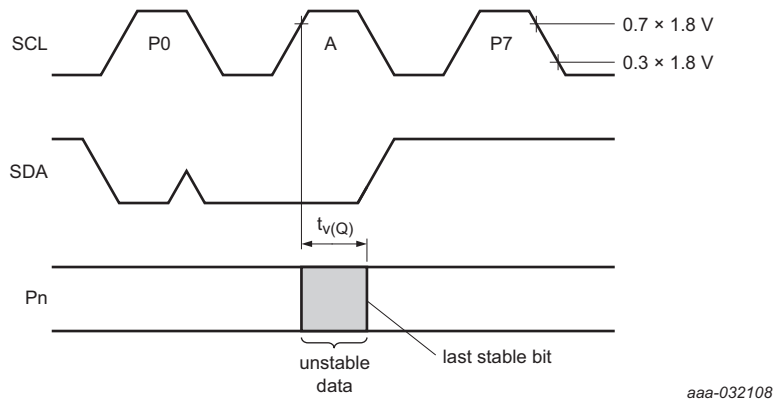 SCL
P0
A
P7
0.7 × 1.8 V
0.3 × 1.8 V
SDA
tv(Q)
Pn
unstable
data
last stable bit
aaa-032108